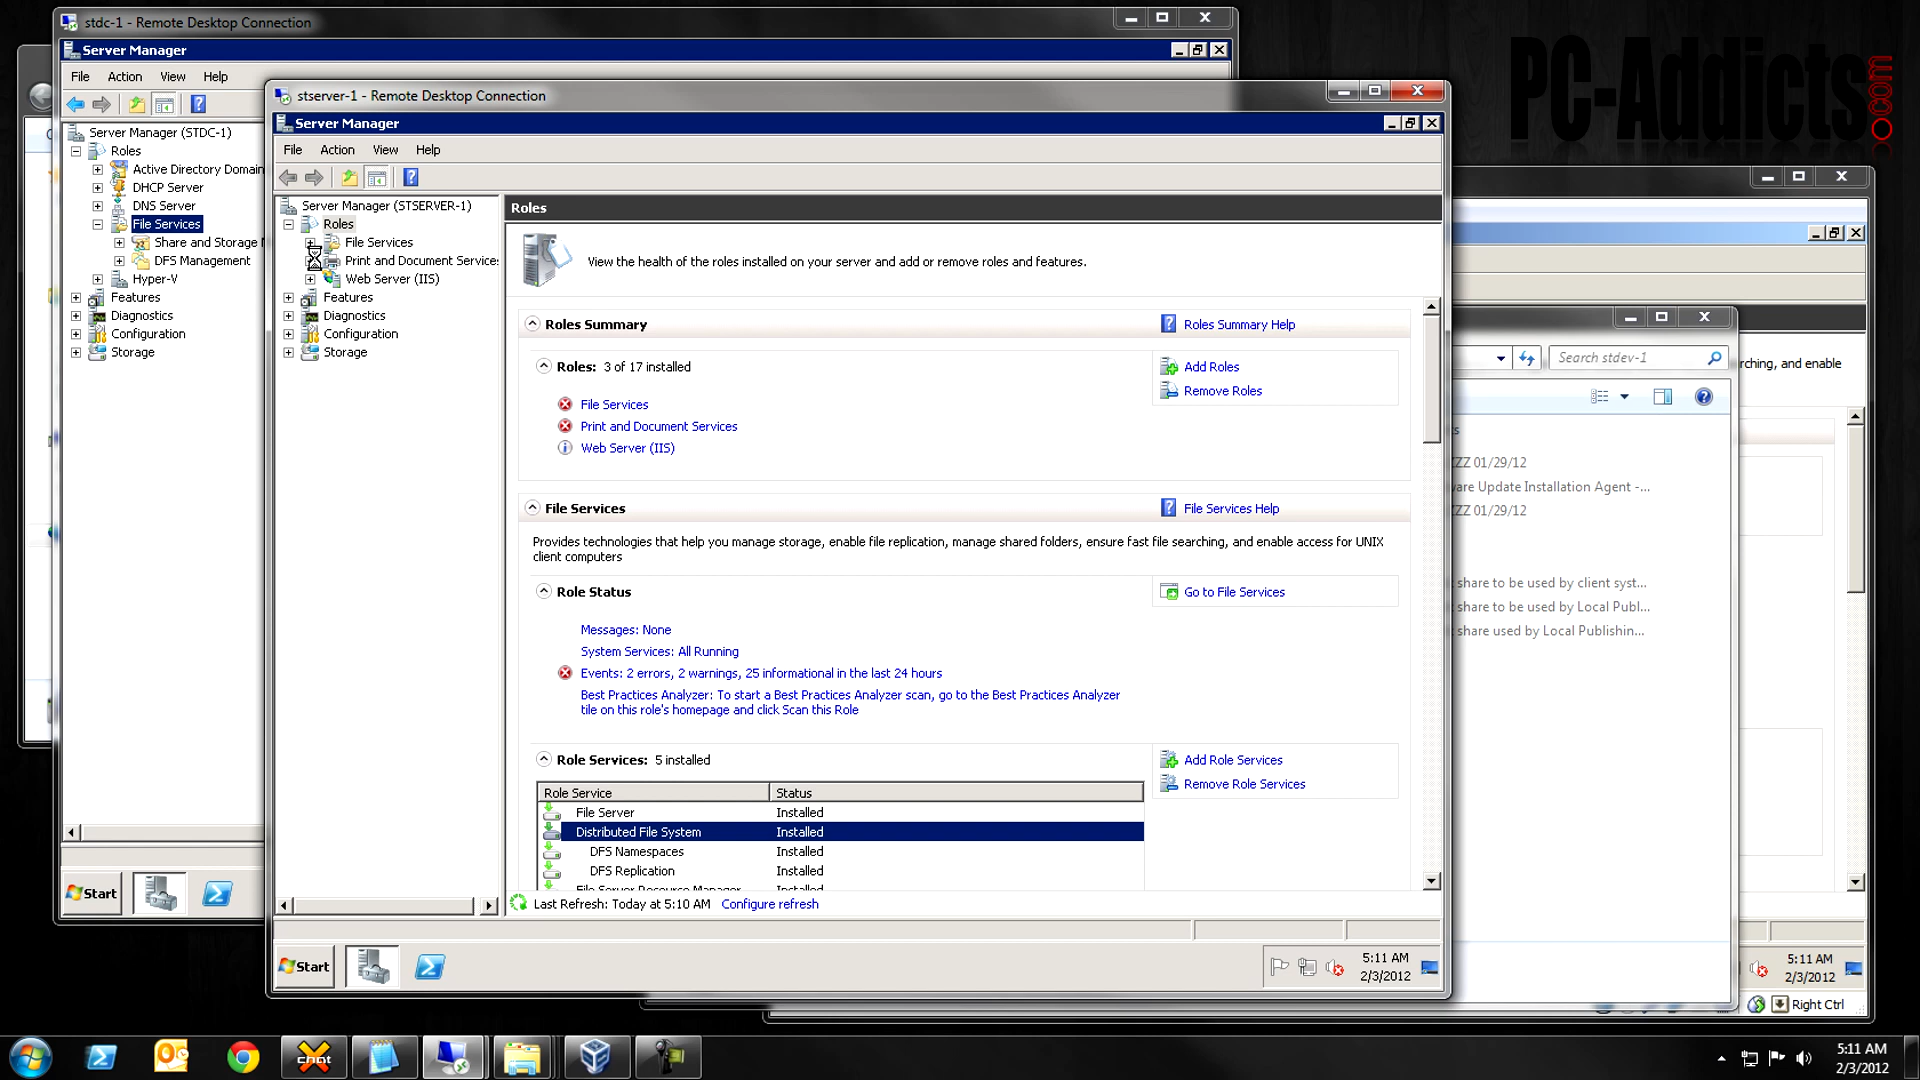 stdc-1 - Remote Desktop Connection
Server Manager
File Action View Help
Server Manager (STDC-1)
Roles
Active Directory Domain
DHCP Server
DNS Server
File Services
Share and Storage
DFS Management
Hyper-V
Features
Diagnostics
Configuration
Storage
Start
stserver-1 - Remote Desktop Connection
Server Manager
File Action View Help
Server Manager (STSERVER-1)
Roles
File Services
Print and Document Services
Web Server (IIS)
Features
Diagnostics
Configuration
Storage
Roles
View the health of the roles installed on your server and add or remove roles and features.
Roles Summary
Roles Summary Help
Roles: 3 of 17 installed
Add Roles
Remove Roles
File Services
Print and Document Services
Web Server (IIS)
File Services
File Services Help
Provides technologies that help you manage storage, enable file replication, manage shared folders, ensure fast file searching, and enable access for UNIX
client computers
Role Status
Go to File Services
Messages: None
System Services: All Running
Events: 2 errors, 2 warnings, 25 informational in the last 24 hours
Best Practices Analyzer: To start a Best Practices Analyzer scan, go to the Best Practices Analyzer
tile on this role's homepage and click Scan this Role
Role Services: 5 installed
Add Role Services
Remove Role Services
Role Service Status
File Server Installed
Distributed File System Installed
DFS Namespaces Installed
DFS Replication Installed
File Server Resource Manager Installed
Last Refresh: Today at 5:10 AM Configure refresh
Start
5:11 AM
2/3/2012
PC-Addicts
.com
Search stdev-1
rching, and enable
ZZ 01/29/12
are Update Installation Agent -...
ZZ 01/29/12
share to be used by client syst...
share to be used by Local Publ...
share used by Local Publishin...
5:11 AM
2/3/2012
Right Ctrl
chat
5:11 AM
2/3/2012